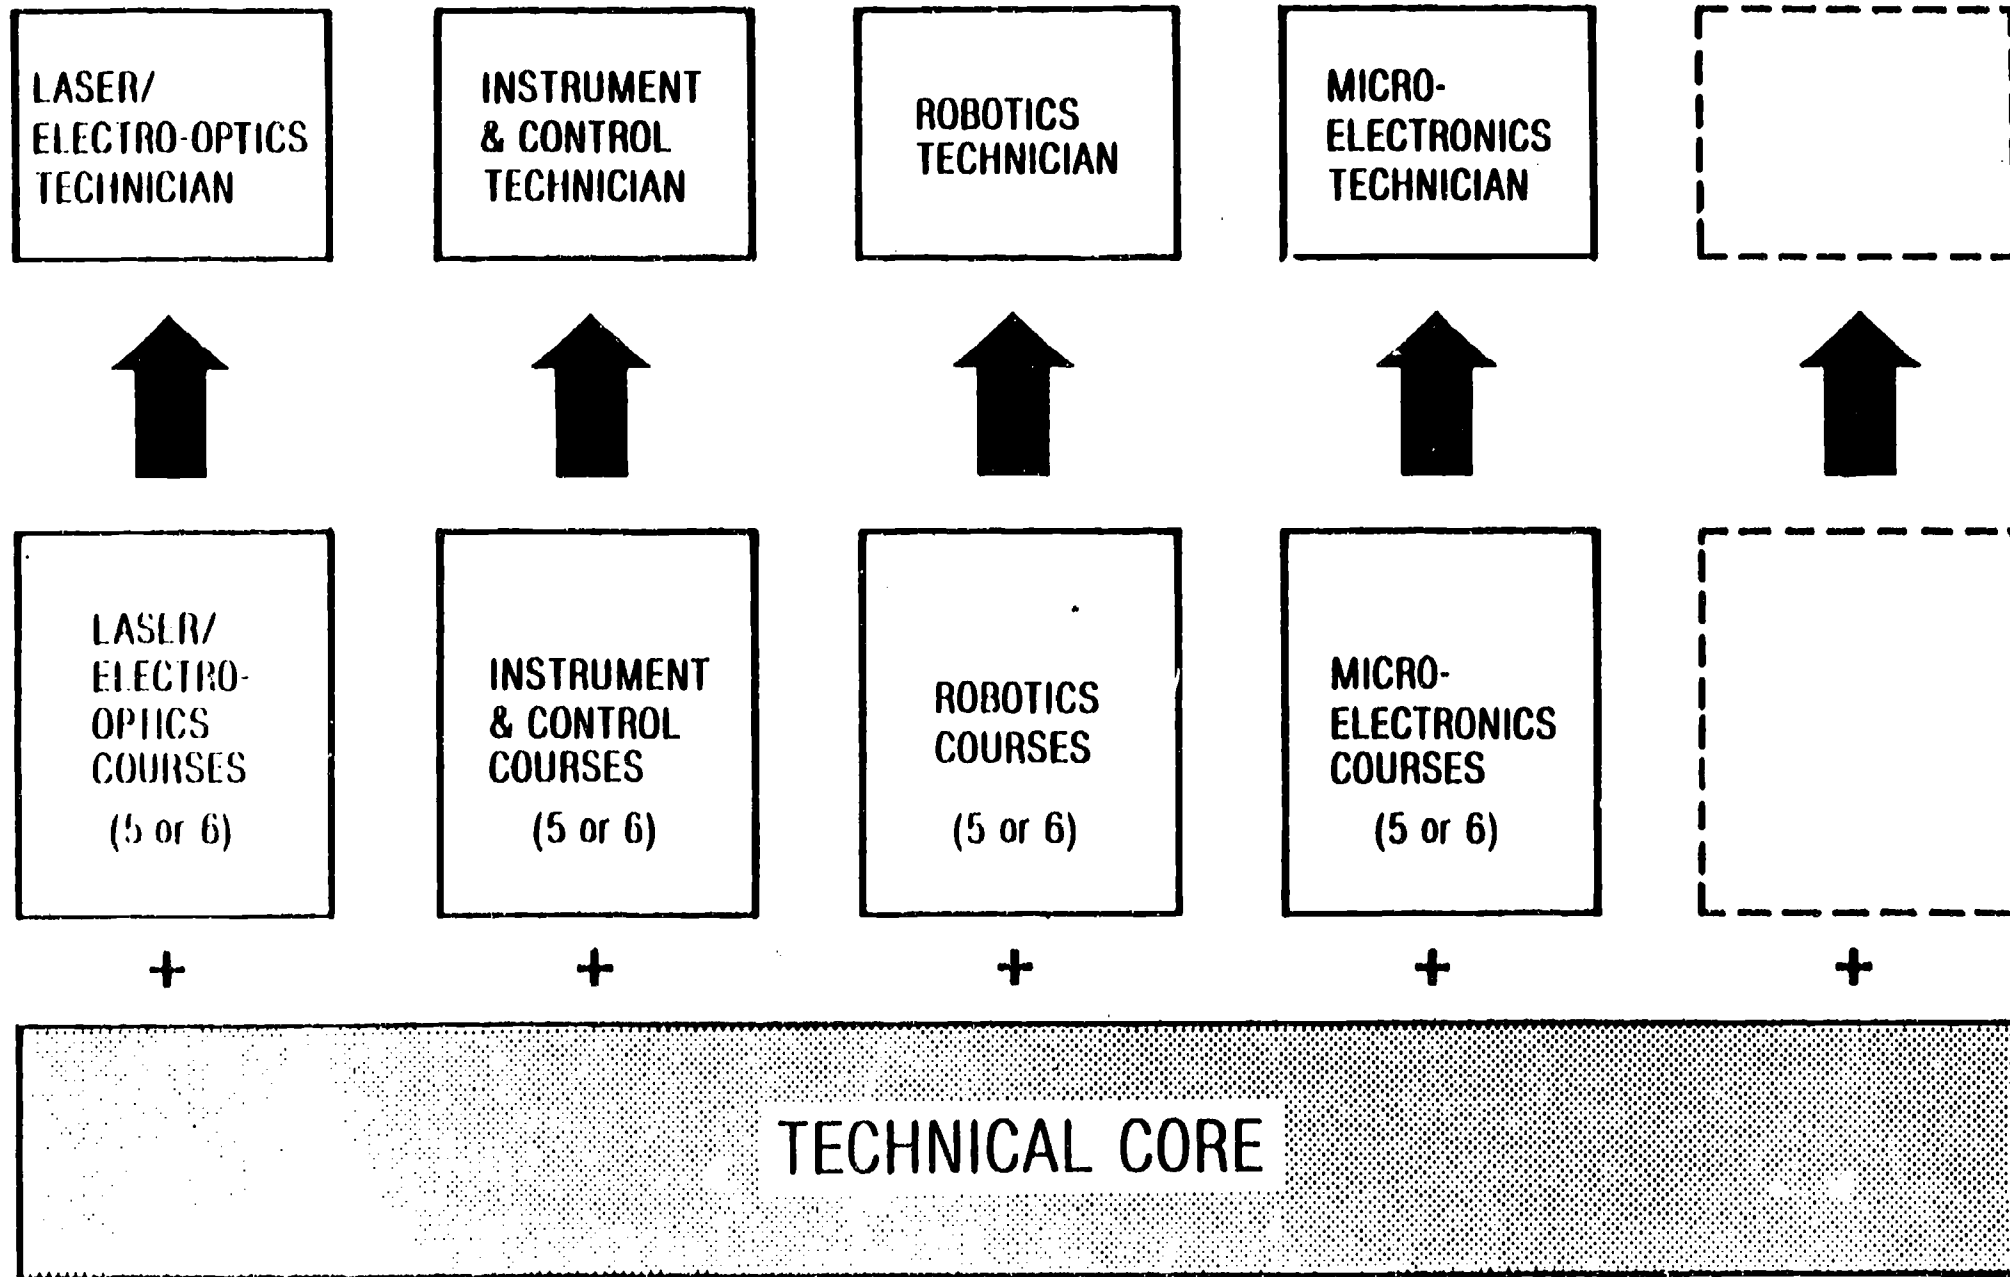 LASER/
ELECTRO-OPTICS
TECHNICIAN
INSTRUMENT
& CONTROL
TECHNICIAN
ROBOTICS
TECHNICIAN
MICRO-
ELECTRONICS
TECHNICIAN
LASER/
ELECTRO-
OPTICS
COURSES
(5 or 6)
INSTRUMENT
& CONTROL
COURSES
(5 or 6)
ROBOTICS
COURSES
(5 or 6)
MICRO-
ELECTRONICS
COURSES
(5 or 6)
+ + + + +
TECHNICAL CORE